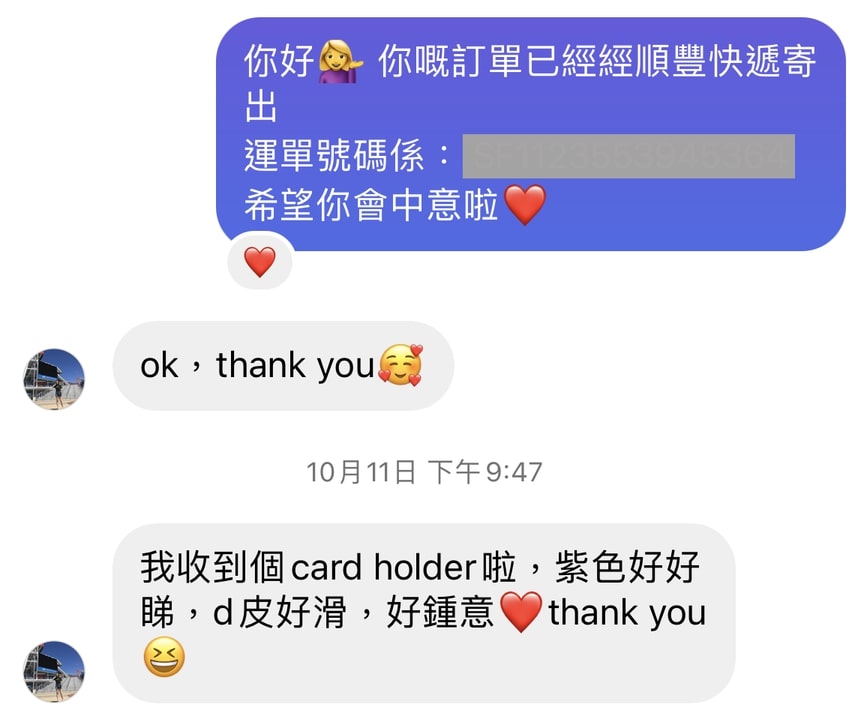 你好💁‍♀️ 你嘅訂單已經經順豐快遞寄
出
運單號碼係：
希望你會中意啦❤️
❤️
ok，thank you🥰
10月11日 下午9:47
我收到個card holder啦，紫色好好
睇，d皮好滑，好鍾意❤️thank you
😆